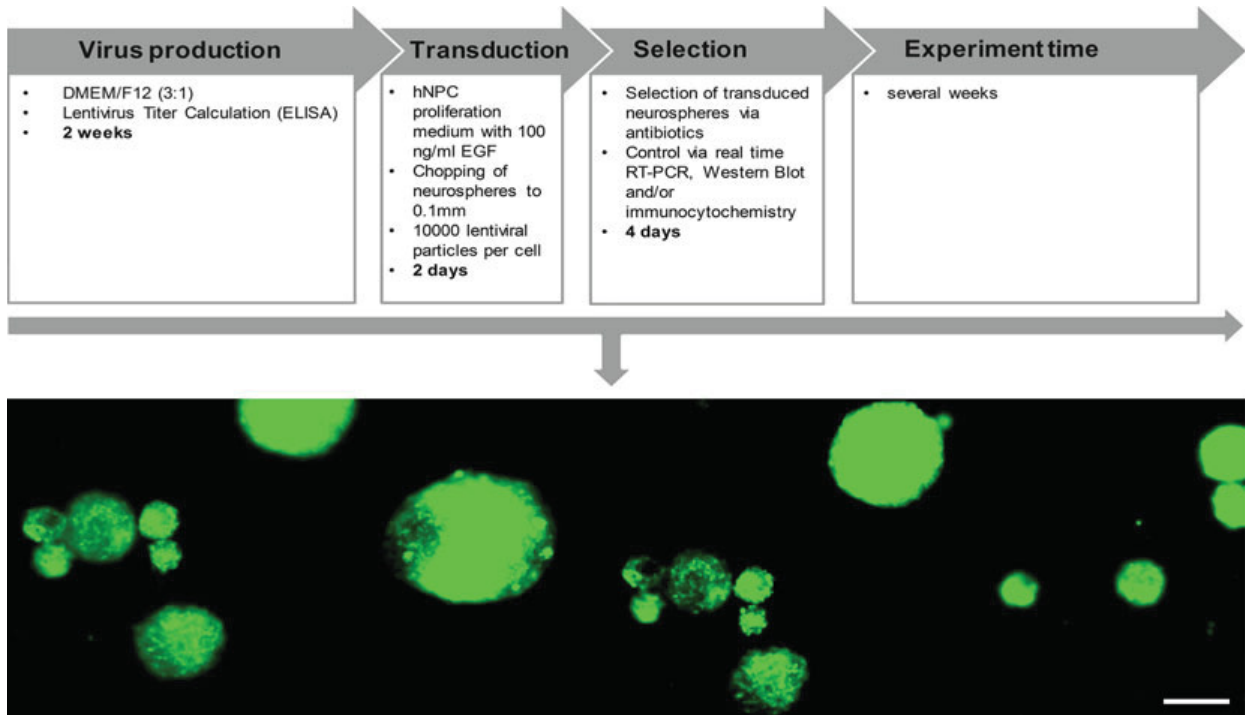 Virus production
Transduction
Selection
Experiment time
• DMEM/F12 (3:1)
• Lentivirus Titer Calculation (ELISA)
• 2 weeks
• hNPC
proliferation
medium with 100
ng/ml EGF
• Chopping of
neurospheres to
0.1mm
• 10000 lentiviral
particles per cell
• 2 days
• Selection of transduced
neurospheres via
antibiotics
• Control via real time
RT-PCR, Western Blot
and/or
immunocytochemistry
• 4 days
• several weeks